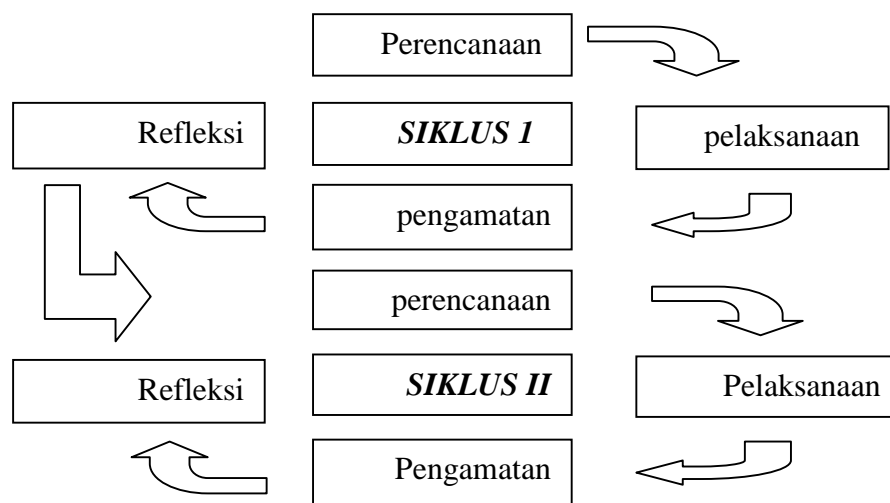 Perencanaan
Refleksi
SIKLUS 1
pelaksanaan
pengamatan
perencanaan
Refleksi
SIKLUS II
Pelaksanaan
Pengamatan